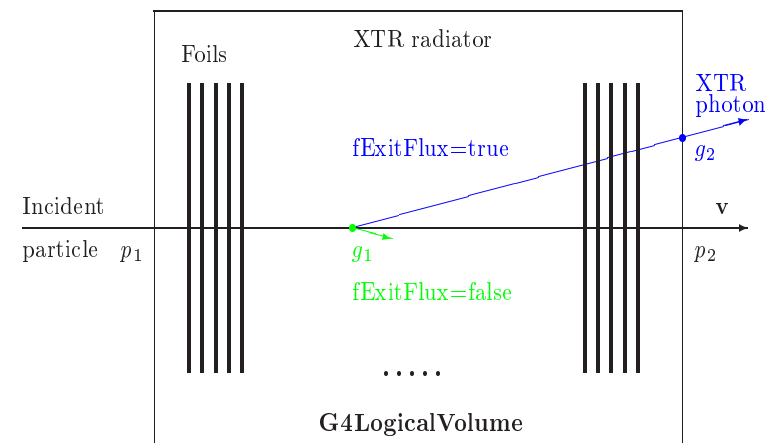 XTR radiator
Foils
XTR
photon
fExitFlux=true
g2
Incident
v
particle p1
g1
p2
fExitFlux=false
.....
G4LogicalVolume